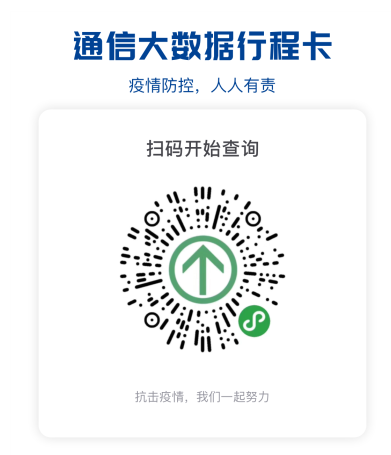 通信大数据行程卡
疫情防控，人人有责
扫码开始查询
抗击疫情，我们一起努力